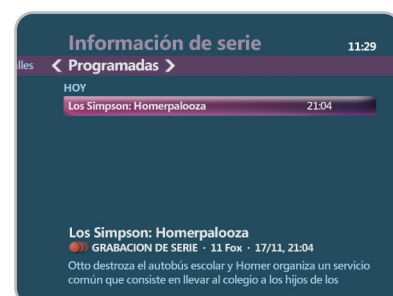 Información de serie 11:29
lles < Programadas >
HOY
Los Simpson: Homerpalooza 21:04
Los Simpson: Homerpalooza
GRABACION DE SERIE · 11 Fox · 17/11, 21:04
Otto destroza el autobús escolar y Homer organiza un servicio
común que consiste en llevar al colegio a los hijos de los